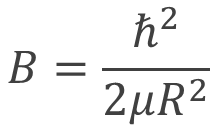 B = ℏ² / 2μR²